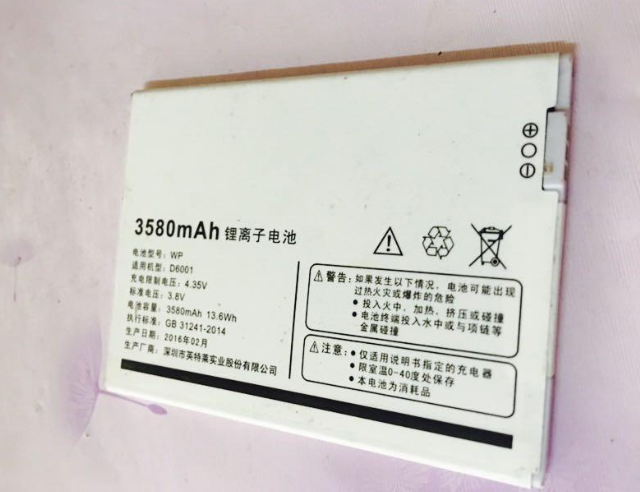 3580mAh 锂离子电池
电池型号: WP
适用机型: D6001
充电限制电压: 4.35V
标准电压: 3.8V
电池容量: 3580mAh 13.6Wh
执行标准: GB 31241-2014
生产日期: 2016年02月
生产厂商: 深圳市英特莱实业股份有限公司
⚠警告: 如果发生以下情况，电池可能出现
过热火灾或爆炸的危险
● 投入火中、加热、挤压或碰撞
● 电池终端投入水中或与项链等
金属碰撞
⚠注意: ● 仅适用说明书指定的充电器
● 限室温0-40度处保存
● 本电池为消耗品